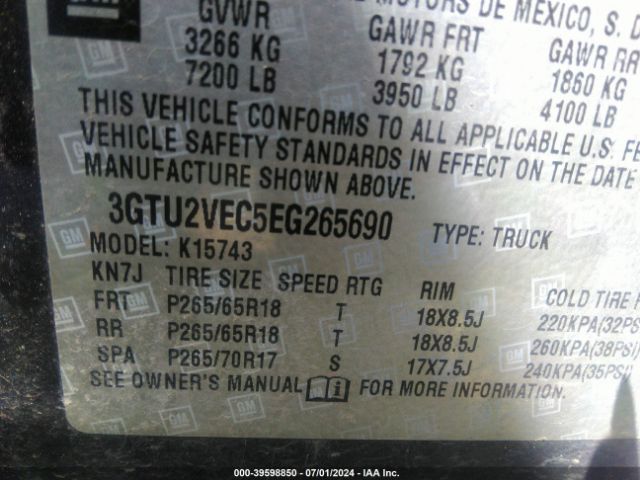 GM
MOTORS DE MEXICO, S. D
GVWR GAWR FRT GAWR RR
3266 KG 1792 KG 1860 KG
7200 LB 3950 LB 4100 LB
THIS VEHICLE CONFORMS TO ALL APPLICABLE U.S. FE
VEHICLE SAFETY STANDARDS IN EFFECT ON THE DATE
MANUFACTURE SHOWN ABOVE.
3GTU2VEC5EG265690 TYPE: TRUCK
MODEL: K15743
KN7J TIRE SIZE SPEED RTG RIM COLD TIRE
FRT P265/65R18 T 18X8.5J 220KPA(32PS
RR P265/65R18 T 18X8.5J 260KPA(38PSI
SPA P265/70R17 S 17X7.5J 240KPA(35PSI
SEE OWNER'S MANUAL FOR MORE INFORMATION.
000-39598850 / 07/01/2024 - IAA Inc.